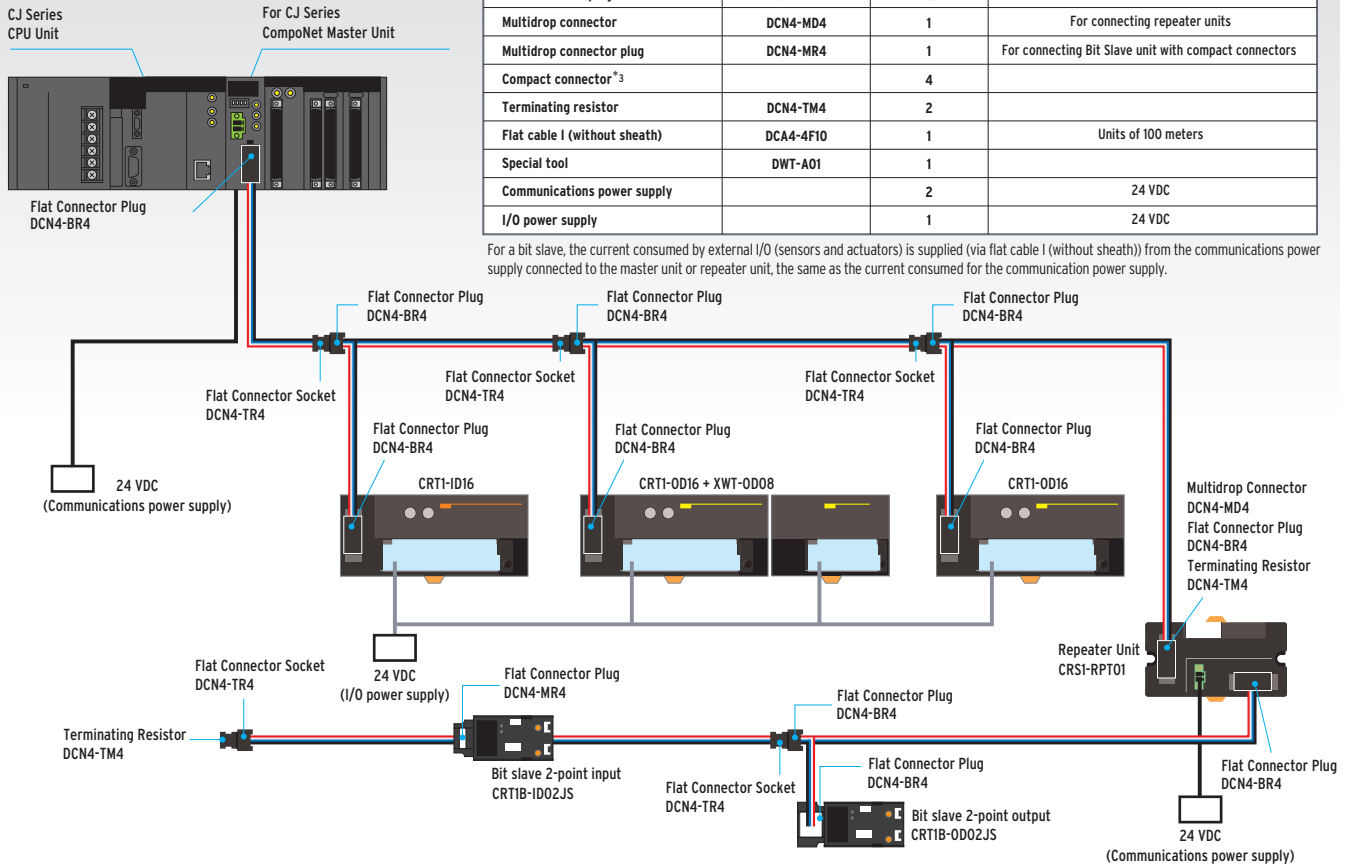 CJ Series
CPU Unit
For CJ Series
CompoNet Master Unit
Multidrop connector DCN4-MD4 1 For connecting repeater units
Multidrop connector plug DCN4-MR4 1 For connecting Bit Slave unit with compact connectors
Compact connector*3 4
Terminating resistor DCN4-TM4 2
Flat cable I (without sheath) DCA4-4F10 1 Units of 100 meters
Special tool DWT-A01 1
Communications power supply 2 24 VDC
I/O power supply 1 24 VDC
For a bit slave, the current consumed by external I/O (sensors and actuators) is supplied (via flat cable I (without sheath)) from the communications power
supply connected to the master unit or repeater unit, the same as the current consumed for the communication power supply.
Flat Connector Plug
DCN4-BR4
Flat Connector Plug
DCN4-BR4
Flat Connector Plug
DCN4-BR4
Flat Connector Plug
DCN4-BR4
Flat Connector Socket
DCN4-TR4
Flat Connector Socket
DCN4-TR4
Flat Connector Socket
DCN4-TR4
Flat Connector Plug
DCN4-BR4
Flat Connector Plug
DCN4-BR4
Flat Connector Plug
DCN4-BR4
24 VDC
(Communications power supply)
CRT1-ID16
CRT1-OD16 + XWT-OD08
CRT1-OD16
Multidrop Connector
DCN4-MD4
Flat Connector Plug
DCN4-BR4
Terminating Resistor
DCN4-TM4
Repeater Unit
CRS1-RPT01
24 VDC
(I/O power supply)
Flat Connector Socket
DCN4-TR4
Flat Connector Plug
DCN4-MR4
Flat Connector Plug
DCN4-BR4
Terminating Resistor
DCN4-TM4
Bit slave 2-point input
CRT1B-ID02JS
Flat Connector Socket
DCN4-TR4
Flat Connector Plug
DCN4-BR4
Flat Connector Plug
DCN4-BR4
Bit slave 2-point output
CRT1B-OD02JS
24 VDC
(Communications power supply)